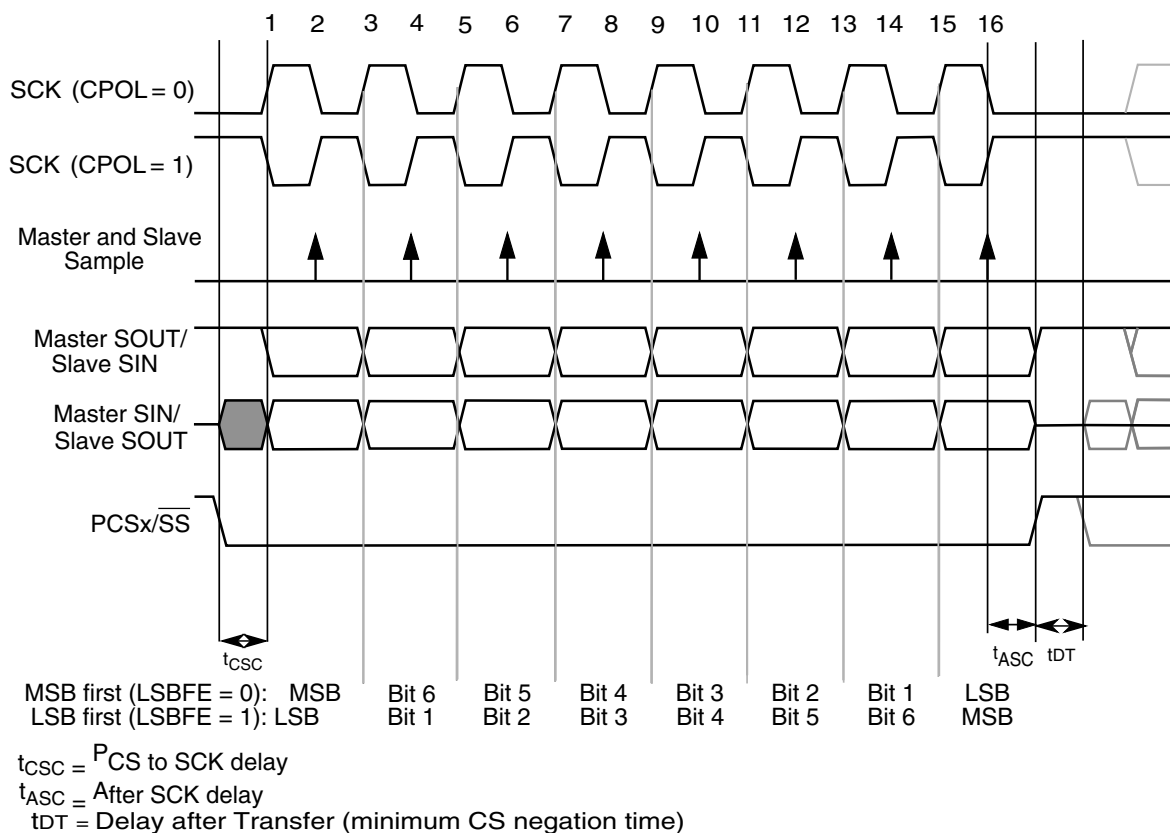 1 2 3 4 5 6 7 8 9 10 11 12 13 14 15 16
SCK (CPOL = 0)
SCK (CPOL = 1)
Master and Slave
Sample
Master SOUT/
Slave SIN
Master SIN/
Slave SOUT
PCSx/SS
tCSC
tASC
tDT
MSB first (LSBFE = 0): MSB Bit 6 Bit 5 Bit 4 Bit 3 Bit 2 Bit 1 LSB
LSB first (LSBFE = 1): LSB Bit 1 Bit 2 Bit 3 Bit 4 Bit 5 Bit 6 MSB
tCSC = PCS to SCK delay
tASC = After SCK delay
tDT = Delay after Transfer (minimum CS negation time)